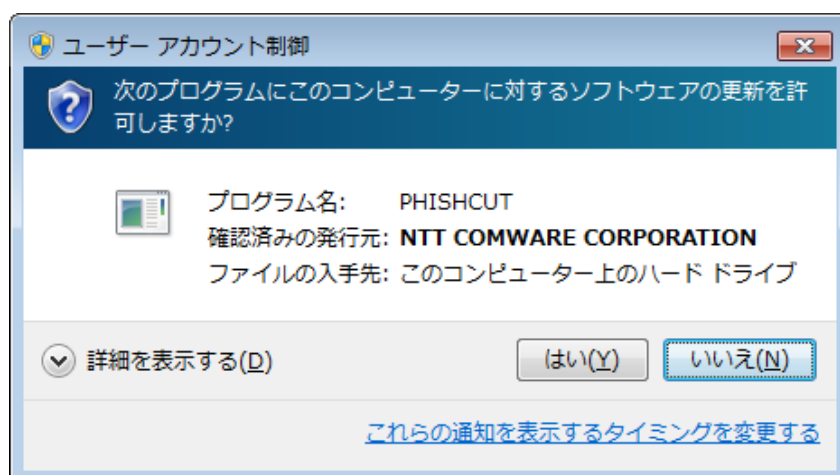 ユーザー アカウント制御
次のプログラムにこのコンピューターに対するソフトウェアの更新を許
可しますか?
プログラム名: PHISHCUT
確認済みの発行元: NTT COMWARE CORPORATION
ファイルの入手先: このコンピューター上のハード ドライブ
詳細を表示する(D)
はい(Y)
いいえ(N)
これらの通知を表示するタイミングを変更する